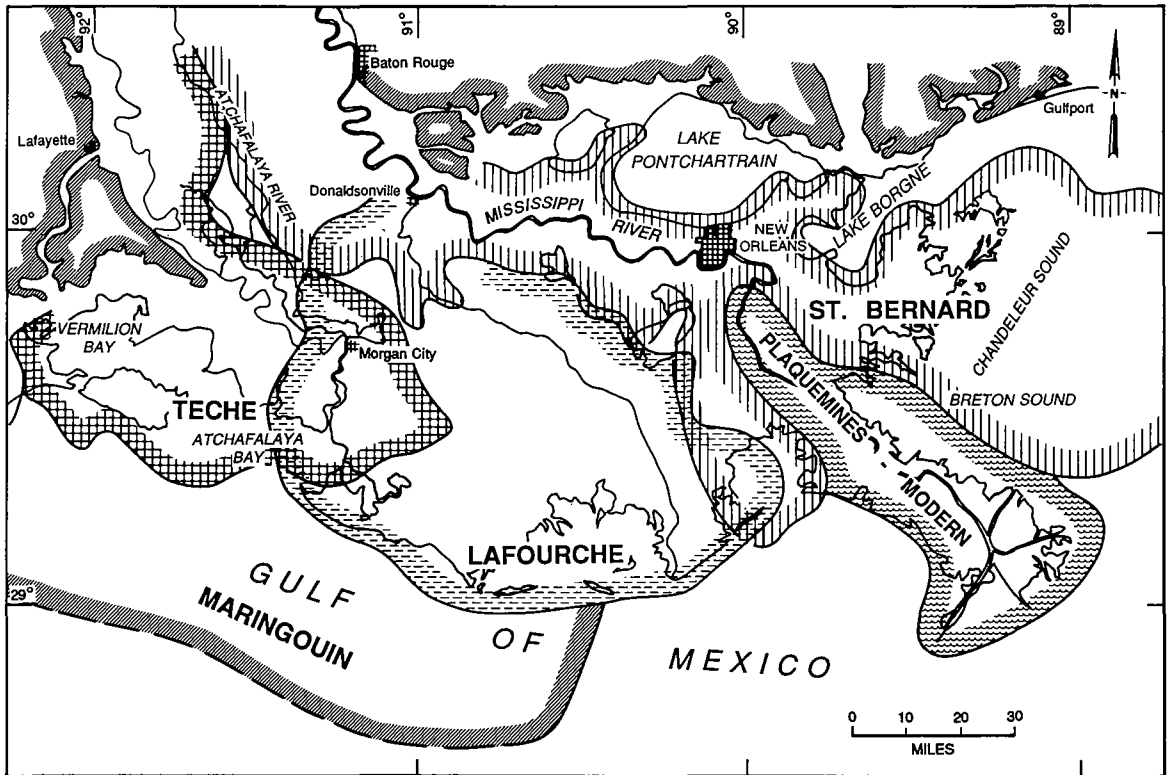 92°
91°
90°
89°
Baton Rouge
Gulfport
N
Lafayette
ATCHAFALAYA RIVER
LAKE
PONTCHARTRAIN
Donaldsonville
30°
MISSISSIPPI
RIVER
NEW
ORLEANS
LAKE BORGNE
CHANDELEUR SOUND
ST. BERNARD
VERMILION
BAY
Morgan City
PLAQUEMINES - MODERN
BRETON SOUND
TECHE
ATCHAFALAYA
BAY
LAFOURCHE
29°
GULF
OF
MEXICO
MARINGOUIN
0 10 20 30
MILES